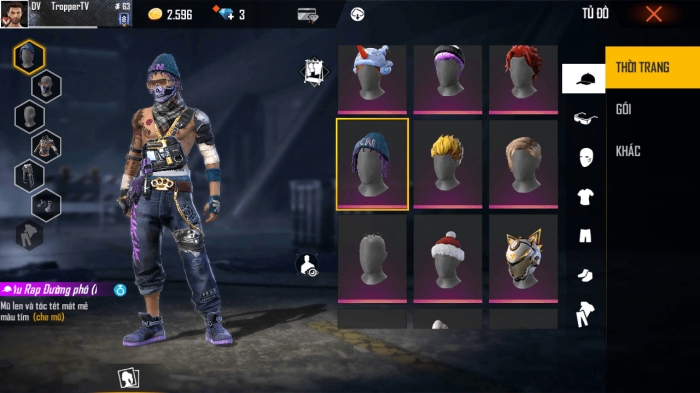 DV TropperTV # 63
2.596
+ 3
TỦ ĐỒ
THỜI TRANG
GÓI
KHÁC
Rap Đường phố
Mũ len và tóc tết mát mẻ
màu tím (che mũ)